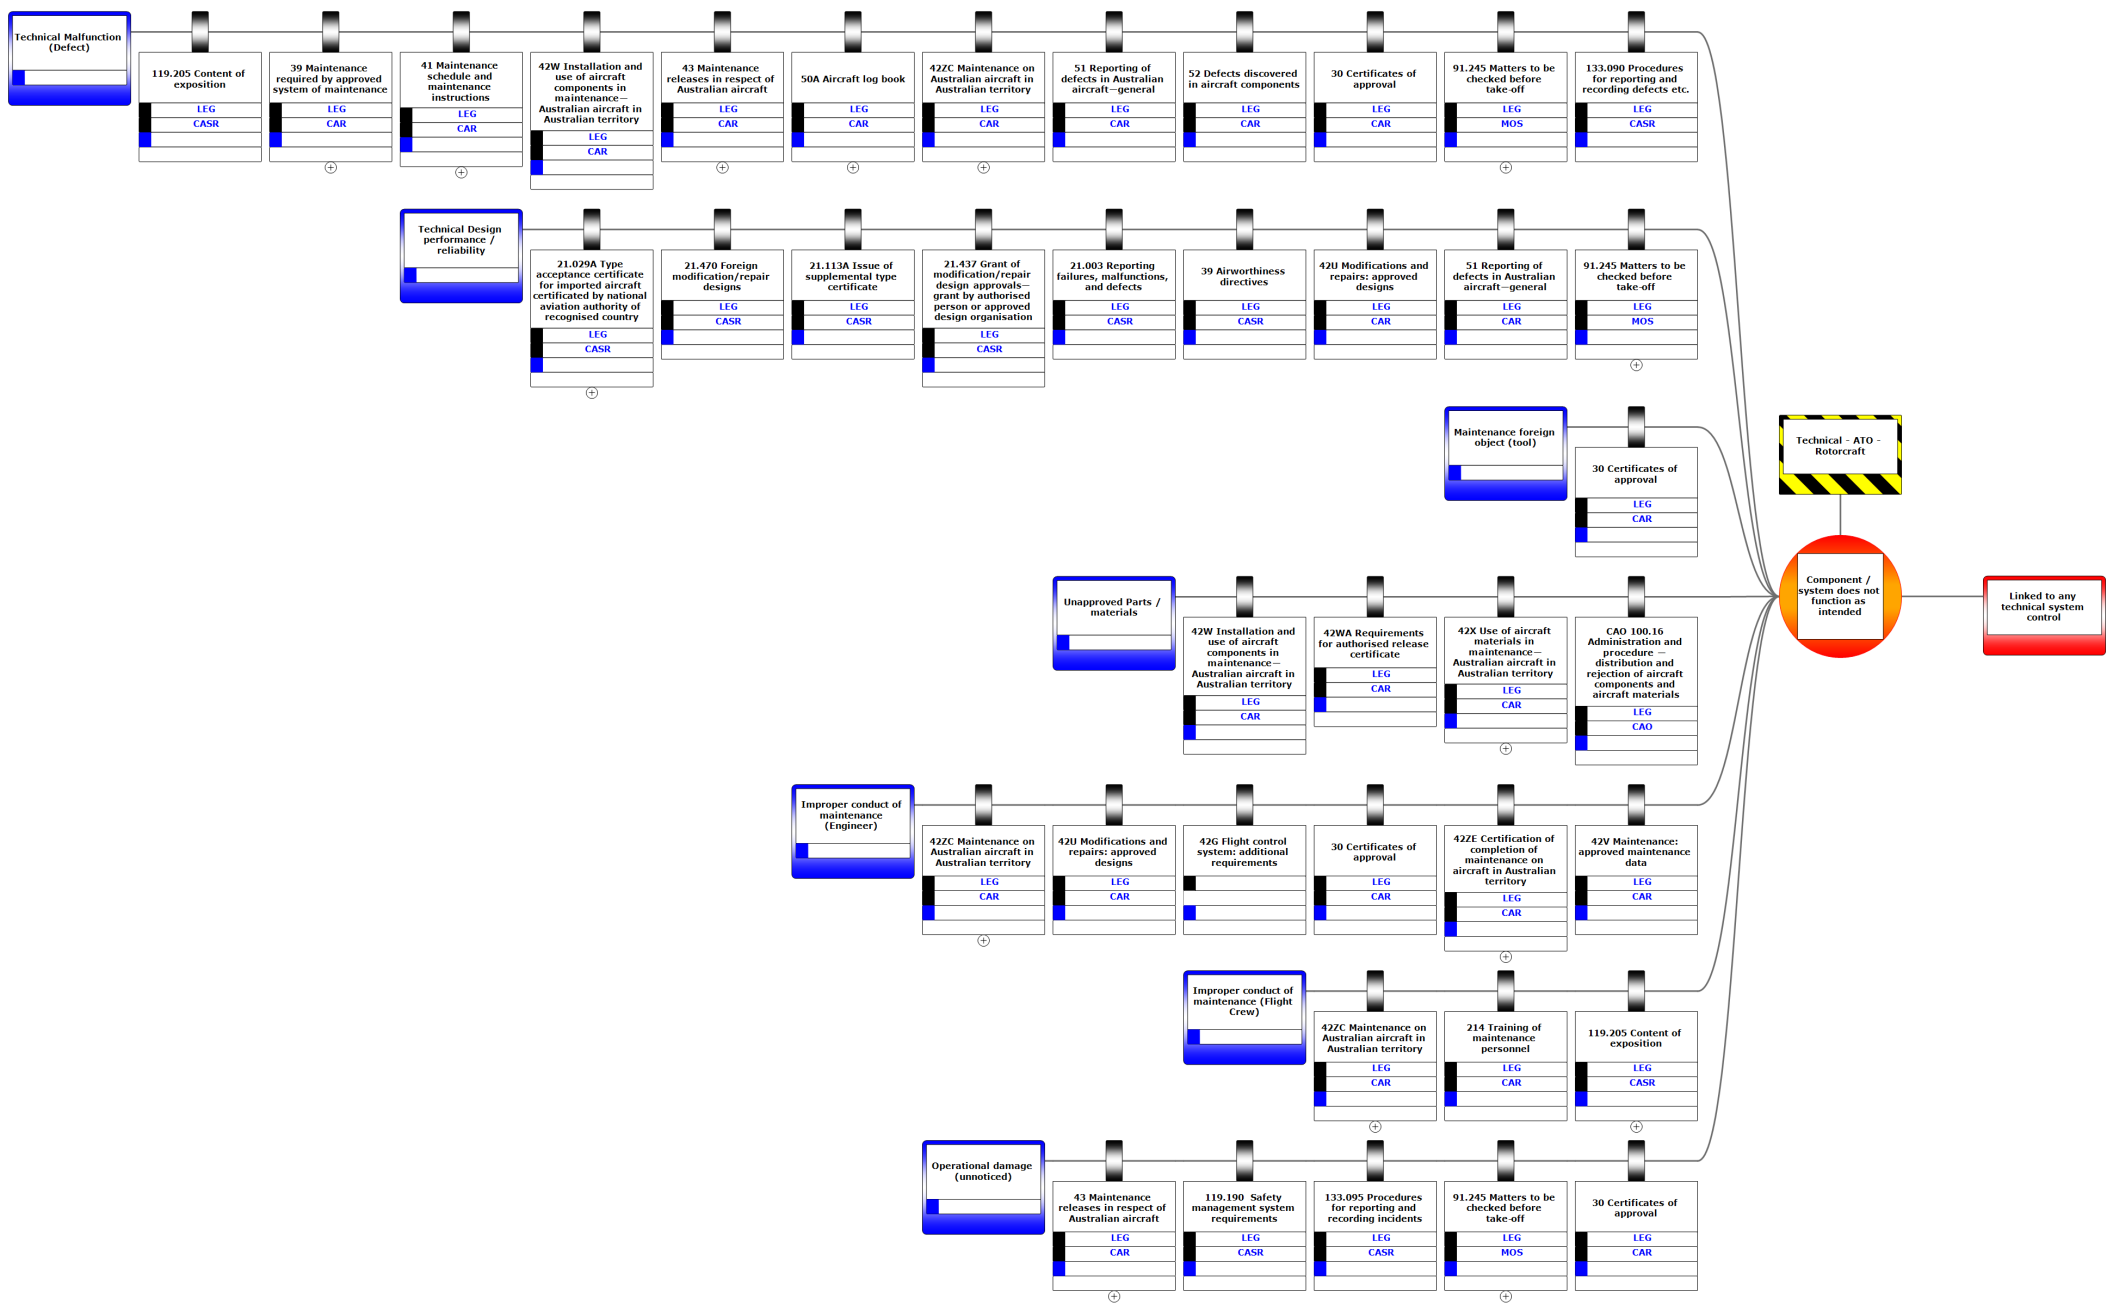 Technical Malfunction
(Defect)
119.205 Content of
exposition
LEG
CASR
39 Maintenance
required by approved
system of maintenance
LEG
CAR
41 Maintenance
schedule and
maintenance
instructions
LEG
CAR
42W Installation and
use of aircraft
components in
maintenance—
Australian aircraft in
Australian territory
LEG
CAR
43 Maintenance
releases in respect of
Australian aircraft
LEG
CAR
50A Aircraft log book
LEG
CAR
42ZC Maintenance on
Australian aircraft in
Australian territory
LEG
CAR
51 Reporting of
defects in Australian
aircraft—general
LEG
CAR
52 Defects discovered
in aircraft components
LEG
CAR
30 Certificates of
approval
LEG
CAR
91.245 Matters to be
checked before
take-off
LEG
MOS
133.090 Procedures
for reporting and
recording defects etc.
LEG
CASR
Technical Design
performance /
reliability
21.029A Type
acceptance certificate
for imported aircraft
certificated by national
aviation authority of
recognised country
LEG
CASR
21.470 Foreign
modification/repair
designs
LEG
CASR
21.113A Issue of
supplemental type
certificate
LEG
CASR
21.437 Grant of
modification/repair
design approvals—
grant by authorised
person or approved
design organisation
LEG
CASR
21.003 Reporting
failures, malfunctions,
and defects
LEG
CASR
39 Airworthiness
directives
LEG
CASR
42U Modifications and
repairs: approved
designs
LEG
CAR
51 Reporting of
defects in Australian
aircraft—general
LEG
CAR
91.245 Matters to be
checked before
take-off
LEG
MOS
Maintenance foreign
object (tool)
30 Certificates of
approval
LEG
CAR
Technical - ATO -
Rotorcraft
Component /
system does not
function as
intended
Linked to any
technical system
control
Unapproved Parts /
materials
42W Installation and
use of aircraft
components in
maintenance—
Australian aircraft in
Australian territory
LEG
CAR
42WA Requirements
for authorised release
certificate
LEG
CAR
42X Use of aircraft
materials in
maintenance—
Australian aircraft in
Australian territory
LEG
CAR
CAO 100.16
Administration and
procedure —
distribution and
rejection of aircraft
components and
aircraft materials
LEG
CAO
Improper conduct of
maintenance
(Engineer)
42ZC Maintenance on
Australian aircraft in
Australian territory
LEG
CAR
42U Modifications and
repairs: approved
designs
LEG
CAR
42G Flight control
system: additional
requirements
30 Certificates of
approval
LEG
CAR
42ZE Certification of
completion of
maintenance on
aircraft in Australian
territory
LEG
CAR
42V Maintenance:
approved maintenance
data
LEG
CAR
Improper conduct of
maintenance (Flight
Crew)
42ZC Maintenance on
Australian aircraft in
Australian territory
LEG
CAR
214 Training of
maintenance
personnel
LEG
CAR
119.205 Content of
exposition
LEG
CASR
Operational damage
(unnoticed)
43 Maintenance
releases in respect of
Australian aircraft
LEG
CAR
119.190 Safety
management system
requirements
LEG
CASR
133.095 Procedures
for reporting and
recording incidents
LEG
CASR
91.245 Matters to be
checked before
take-off
LEG
MOS
30 Certificates of
approval
LEG
CAR